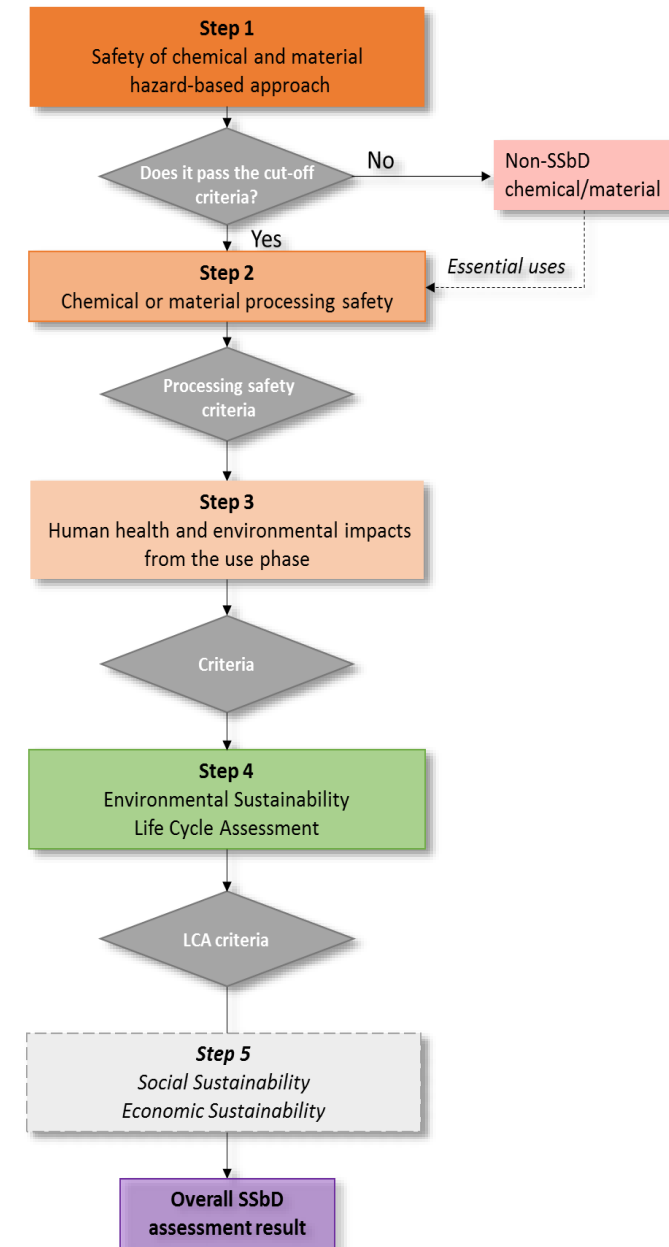 Step 1
Safety of chemical and material
hazard-based approach
Does it pass the cut-off
criteria?
No
Non-SSbD
chemical/material
Yes
Essential uses
Step 2
Chemical or material processing safety
Processing safety
criteria
Step 3
Human health and environmental impacts
from the use phase
Criteria
Step 4
Environmental Sustainability
Life Cycle Assessment
LCA criteria
Step 5
Social Sustainability
Economic Sustainability
Overall SSbD
assessment result